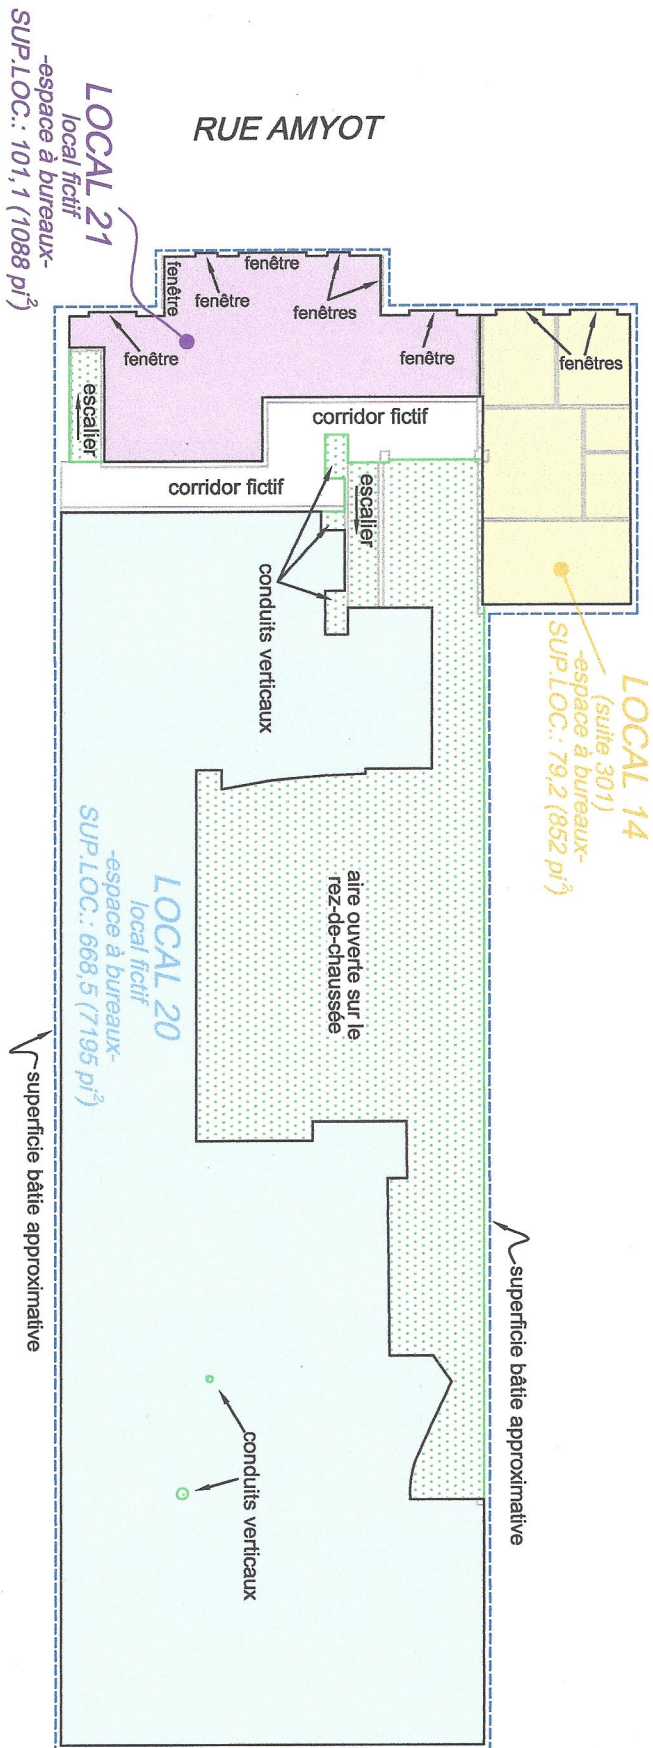 RUE AMYOT
LOCAL 21
local fictif
-espace à bureaux-
SUP.LOC.: 101,1 (1088 pi²)
fenêtre
fenêtre
fenêtre
fenêtres
fenêtre
fenêtre
fenêtres
escalier
corridor fictif
corridor fictif
escalier
conduits verticaux
LOCAL 14
(suite 301)
-espace à bureaux-
SUP.LOC.: 79,2 (852 pi²)
aire ouverte sur le
rez-de-chaussée
LOCAL 20
local fictif
-espace à bureaux-
SUP.LOC.: 668,5 (7195 pi²)
superficie bâtie approximative
superficie bâtie approximative
conduits verticaux